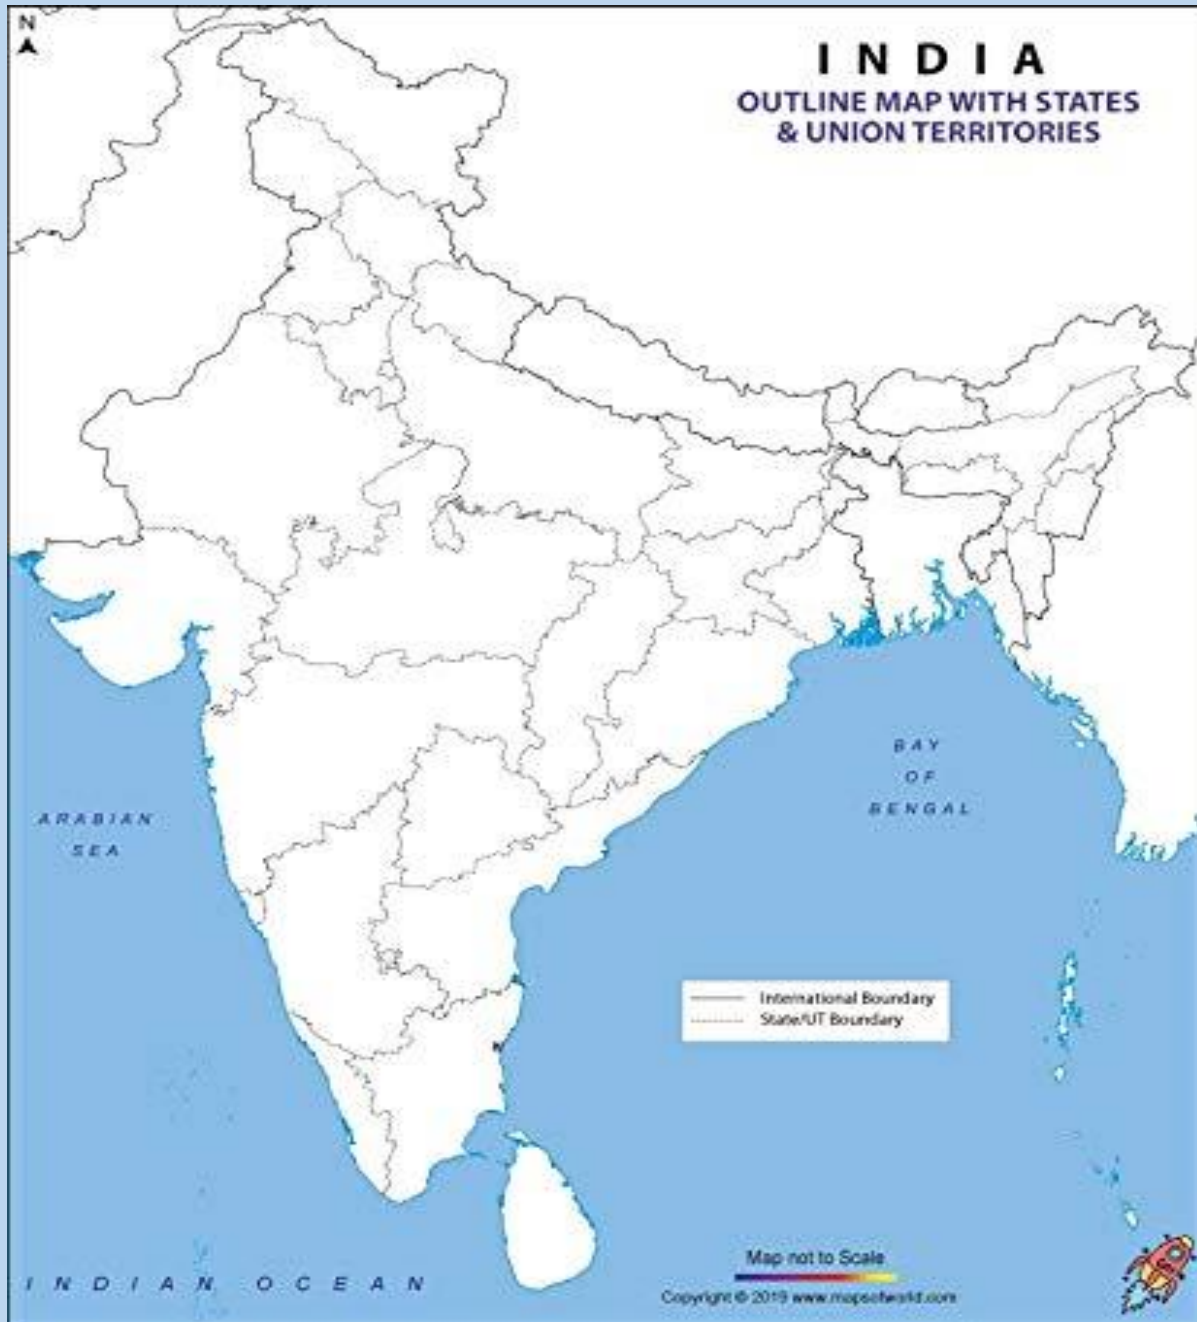 N
INDIA
OUTLINE MAP WITH STATES
& UNION TERRITORIES
BAY
OF
BENGAL
ARABIAN
SEA
International Boundary
State/UT Boundary
Map not to Scale
INDIAN OCEAN
Copyright © 2019 www.mapsofworld.com